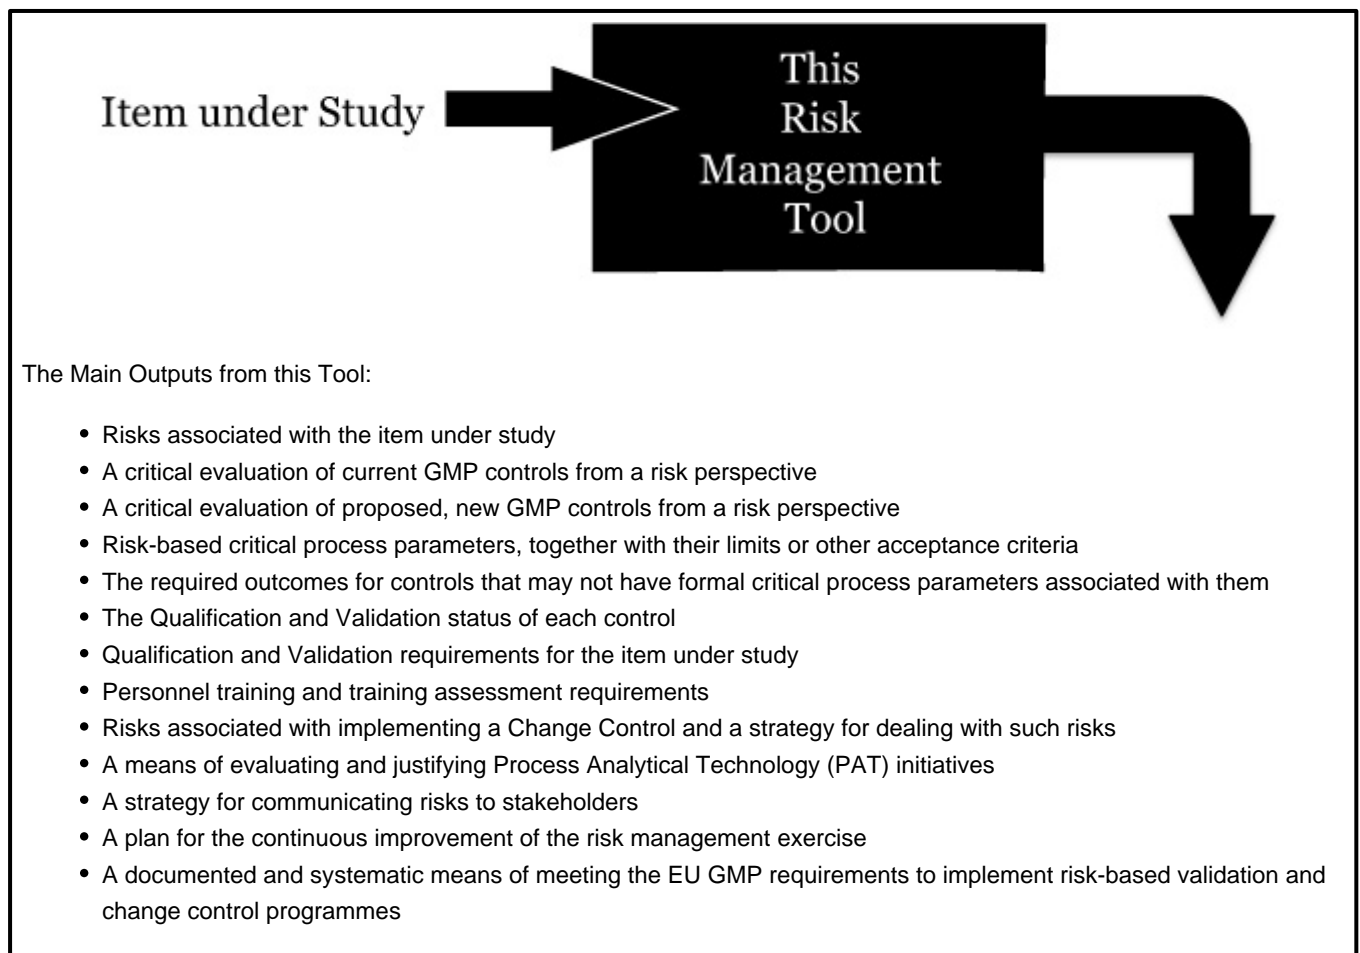 Item under Study
This
Risk
Management
Tool
The Main Outputs from this Tool:
• Risks associated with the item under study
• A critical evaluation of current GMP controls from a risk perspective
• A critical evaluation of proposed, new GMP controls from a risk perspective
• Risk-based critical process parameters, together with their limits or other acceptance criteria
• The required outcomes for controls that may not have formal critical process parameters associated with them
• The Qualification and Validation status of each control
• Qualification and Validation requirements for the item under study
• Personnel training and training assessment requirements
• Risks associated with implementing a Change Control and a strategy for dealing with such risks
• A means of evaluating and justifying Process Analytical Technology (PAT) initiatives
• A strategy for communicating risks to stakeholders
• A plan for the continuous improvement of the risk management exercise
• A documented and systematic means of meeting the EU GMP requirements to implement risk-based validation and
change control programmes